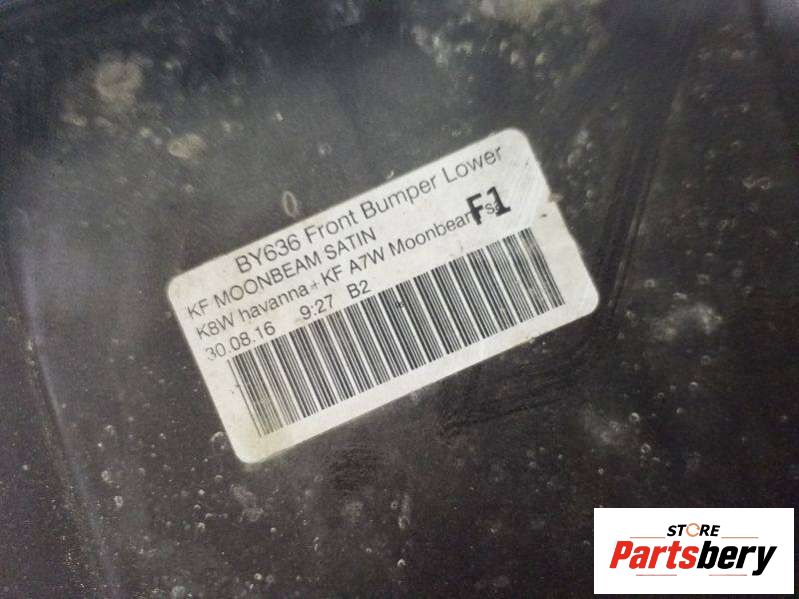 BY636 Front Bumper Lower
KF MOONBEAM SATIN
F1
K8W havanna+ KF A7W Moonbeam Sa
30.08.16 9:27 B2
STORE
Partsbery